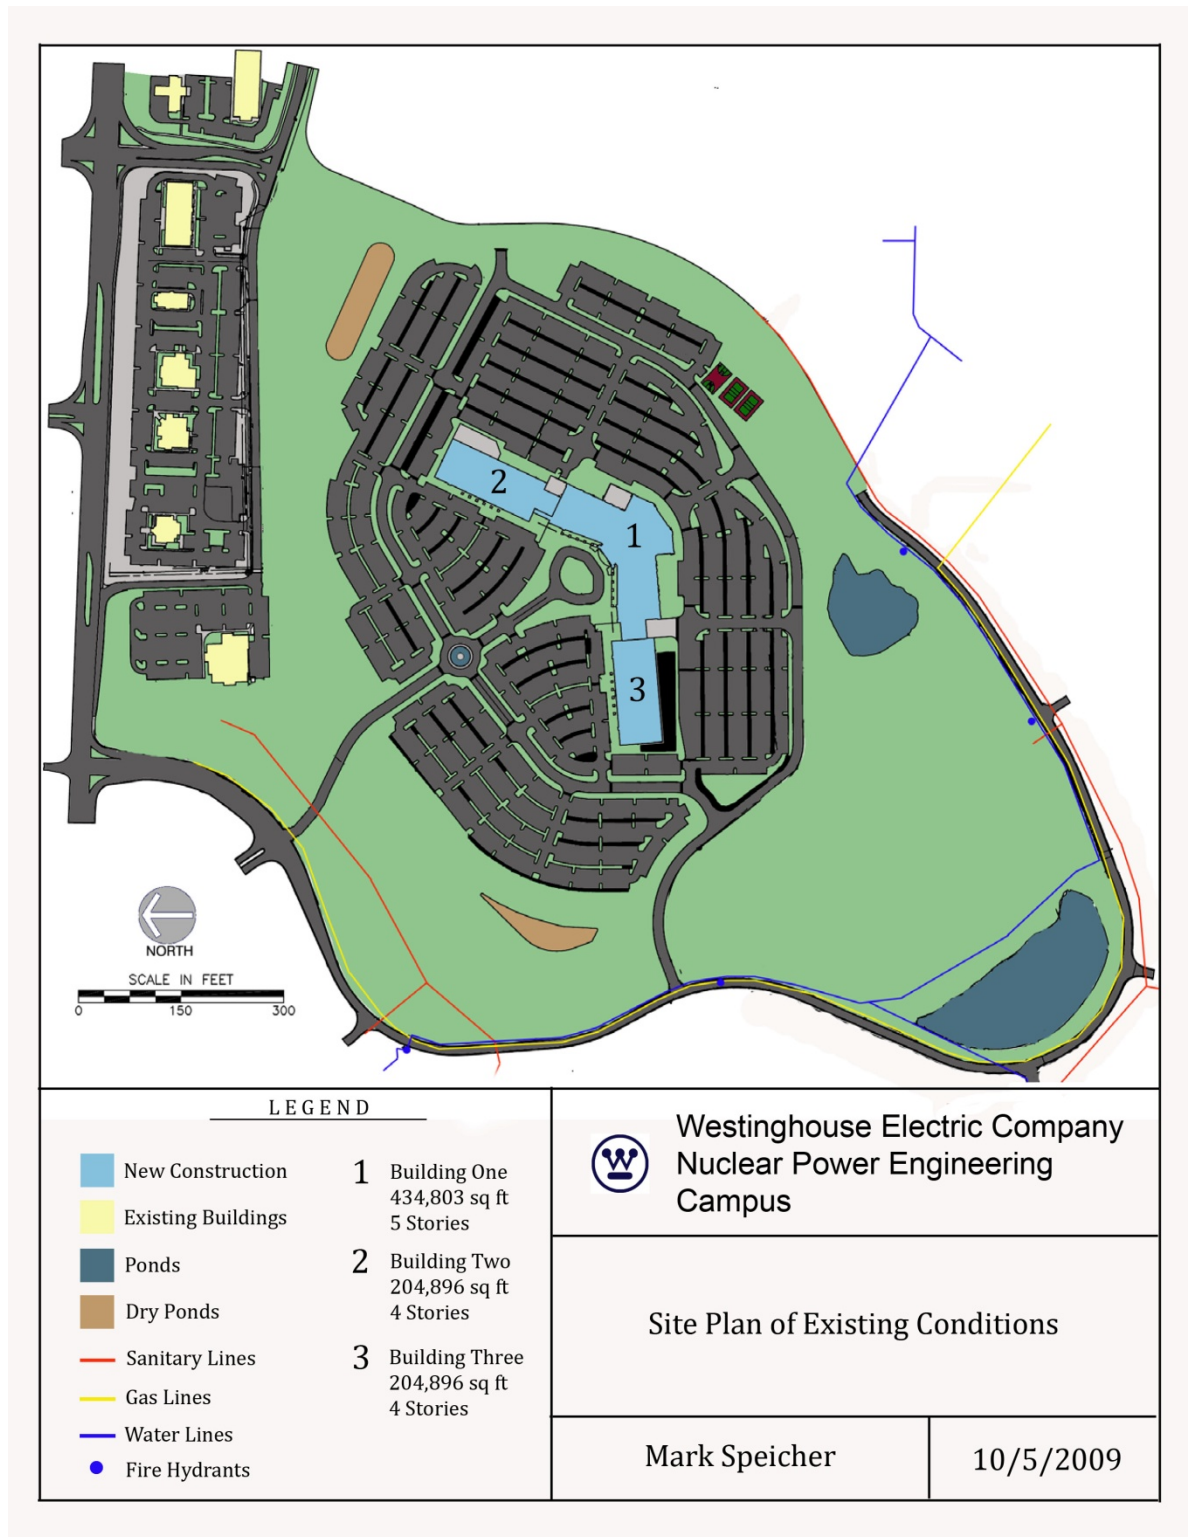 2
1
3
NORTH
SCALE IN FEET
0 150 300
LEGEND
New Construction
Existing Buildings
Ponds
Dry Ponds
Sanitary Lines
Gas Lines
Water Lines
Fire Hydrants
1 Building One
434,803 sq ft
5 Stories
2 Building Two
204,896 sq ft
4 Stories
3 Building Three
204,896 sq ft
4 Stories
W
Westinghouse Electric Company
Nuclear Power Engineering
Campus
Site Plan of Existing Conditions
Mark Speicher
10/5/2009